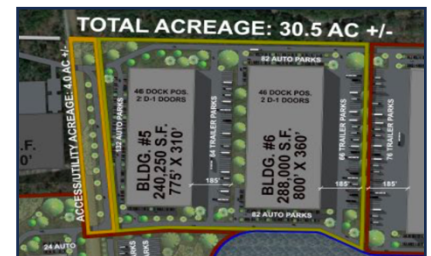 TOTAL ACREAGE: 30.5 AC +/-
ACCESS/UTILITY ACREAGE: 4.0 AC +/-
132 AUTO PARKS
46 DOCK POS.
2 D-1 DOORS
BLDG. #5
240,250 S.F.
775' X 310'
54 TRAILER PARKS
185'
82 AUTO PARKS
46 DOCK POS.
2 D-1 DOORS
BLDG. #6
288,000 S.F.
800' X 360'
82 AUTO PARKS
66 TRAILER PARKS
185'
76 TRAILER PARKS
185'
24 AUTO